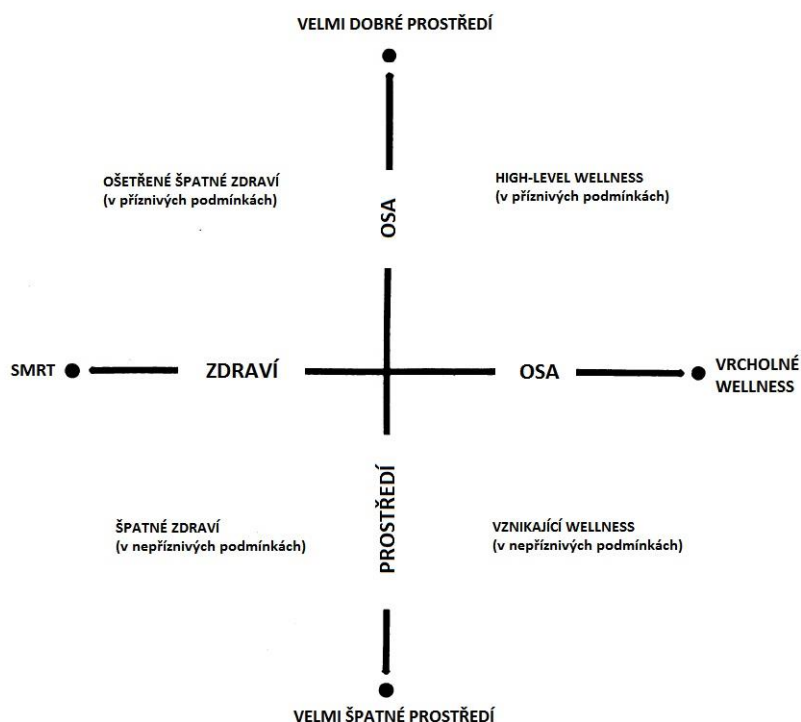 VELMI DOBRÉ PROSTŘEDÍ
OŠETŘENÉ ŠPATNÉ ZDRAVÍ
(v příznivých podmínkách)
HIGH-LEVEL WELLNESS
(v příznivých podmínkách)
OSA
SMRT
ZDRAVÍ
OSA
VRCHOLNÉ
WELLNESS
PROSTŘEDÍ
ŠPATNÉ ZDRAVÍ
(v nepříznivých podmínkách)
VZNIKAJÍCÍ WELLNESS
(v nepříznivých podmínkách)
VELMI ŠPATNÉ PROSTŘEDÍ